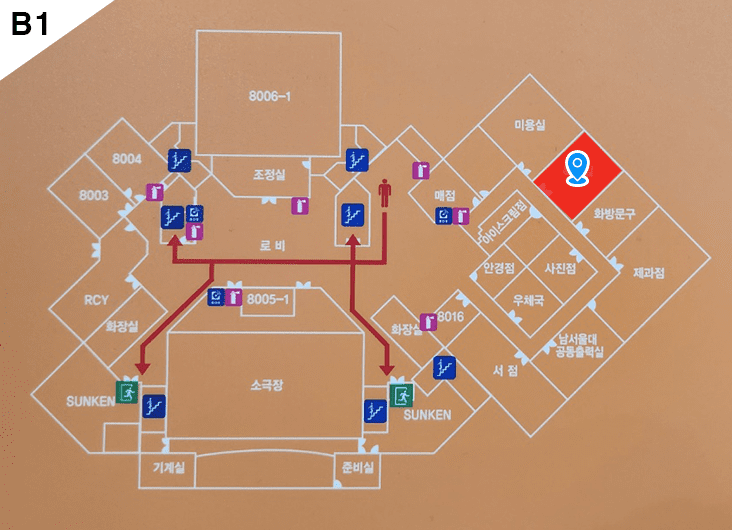 B1
8006-1
미용실
8004
조정실
매점
8003
화방문구
아이스크림점
로 비
안경점
사진점
제과점
RCY
8005-1
우체국
화장실
화장실
8016
남서울대
공동출력실
서 점
소극장
SUNKEN
SUNKEN
기계실
준비실